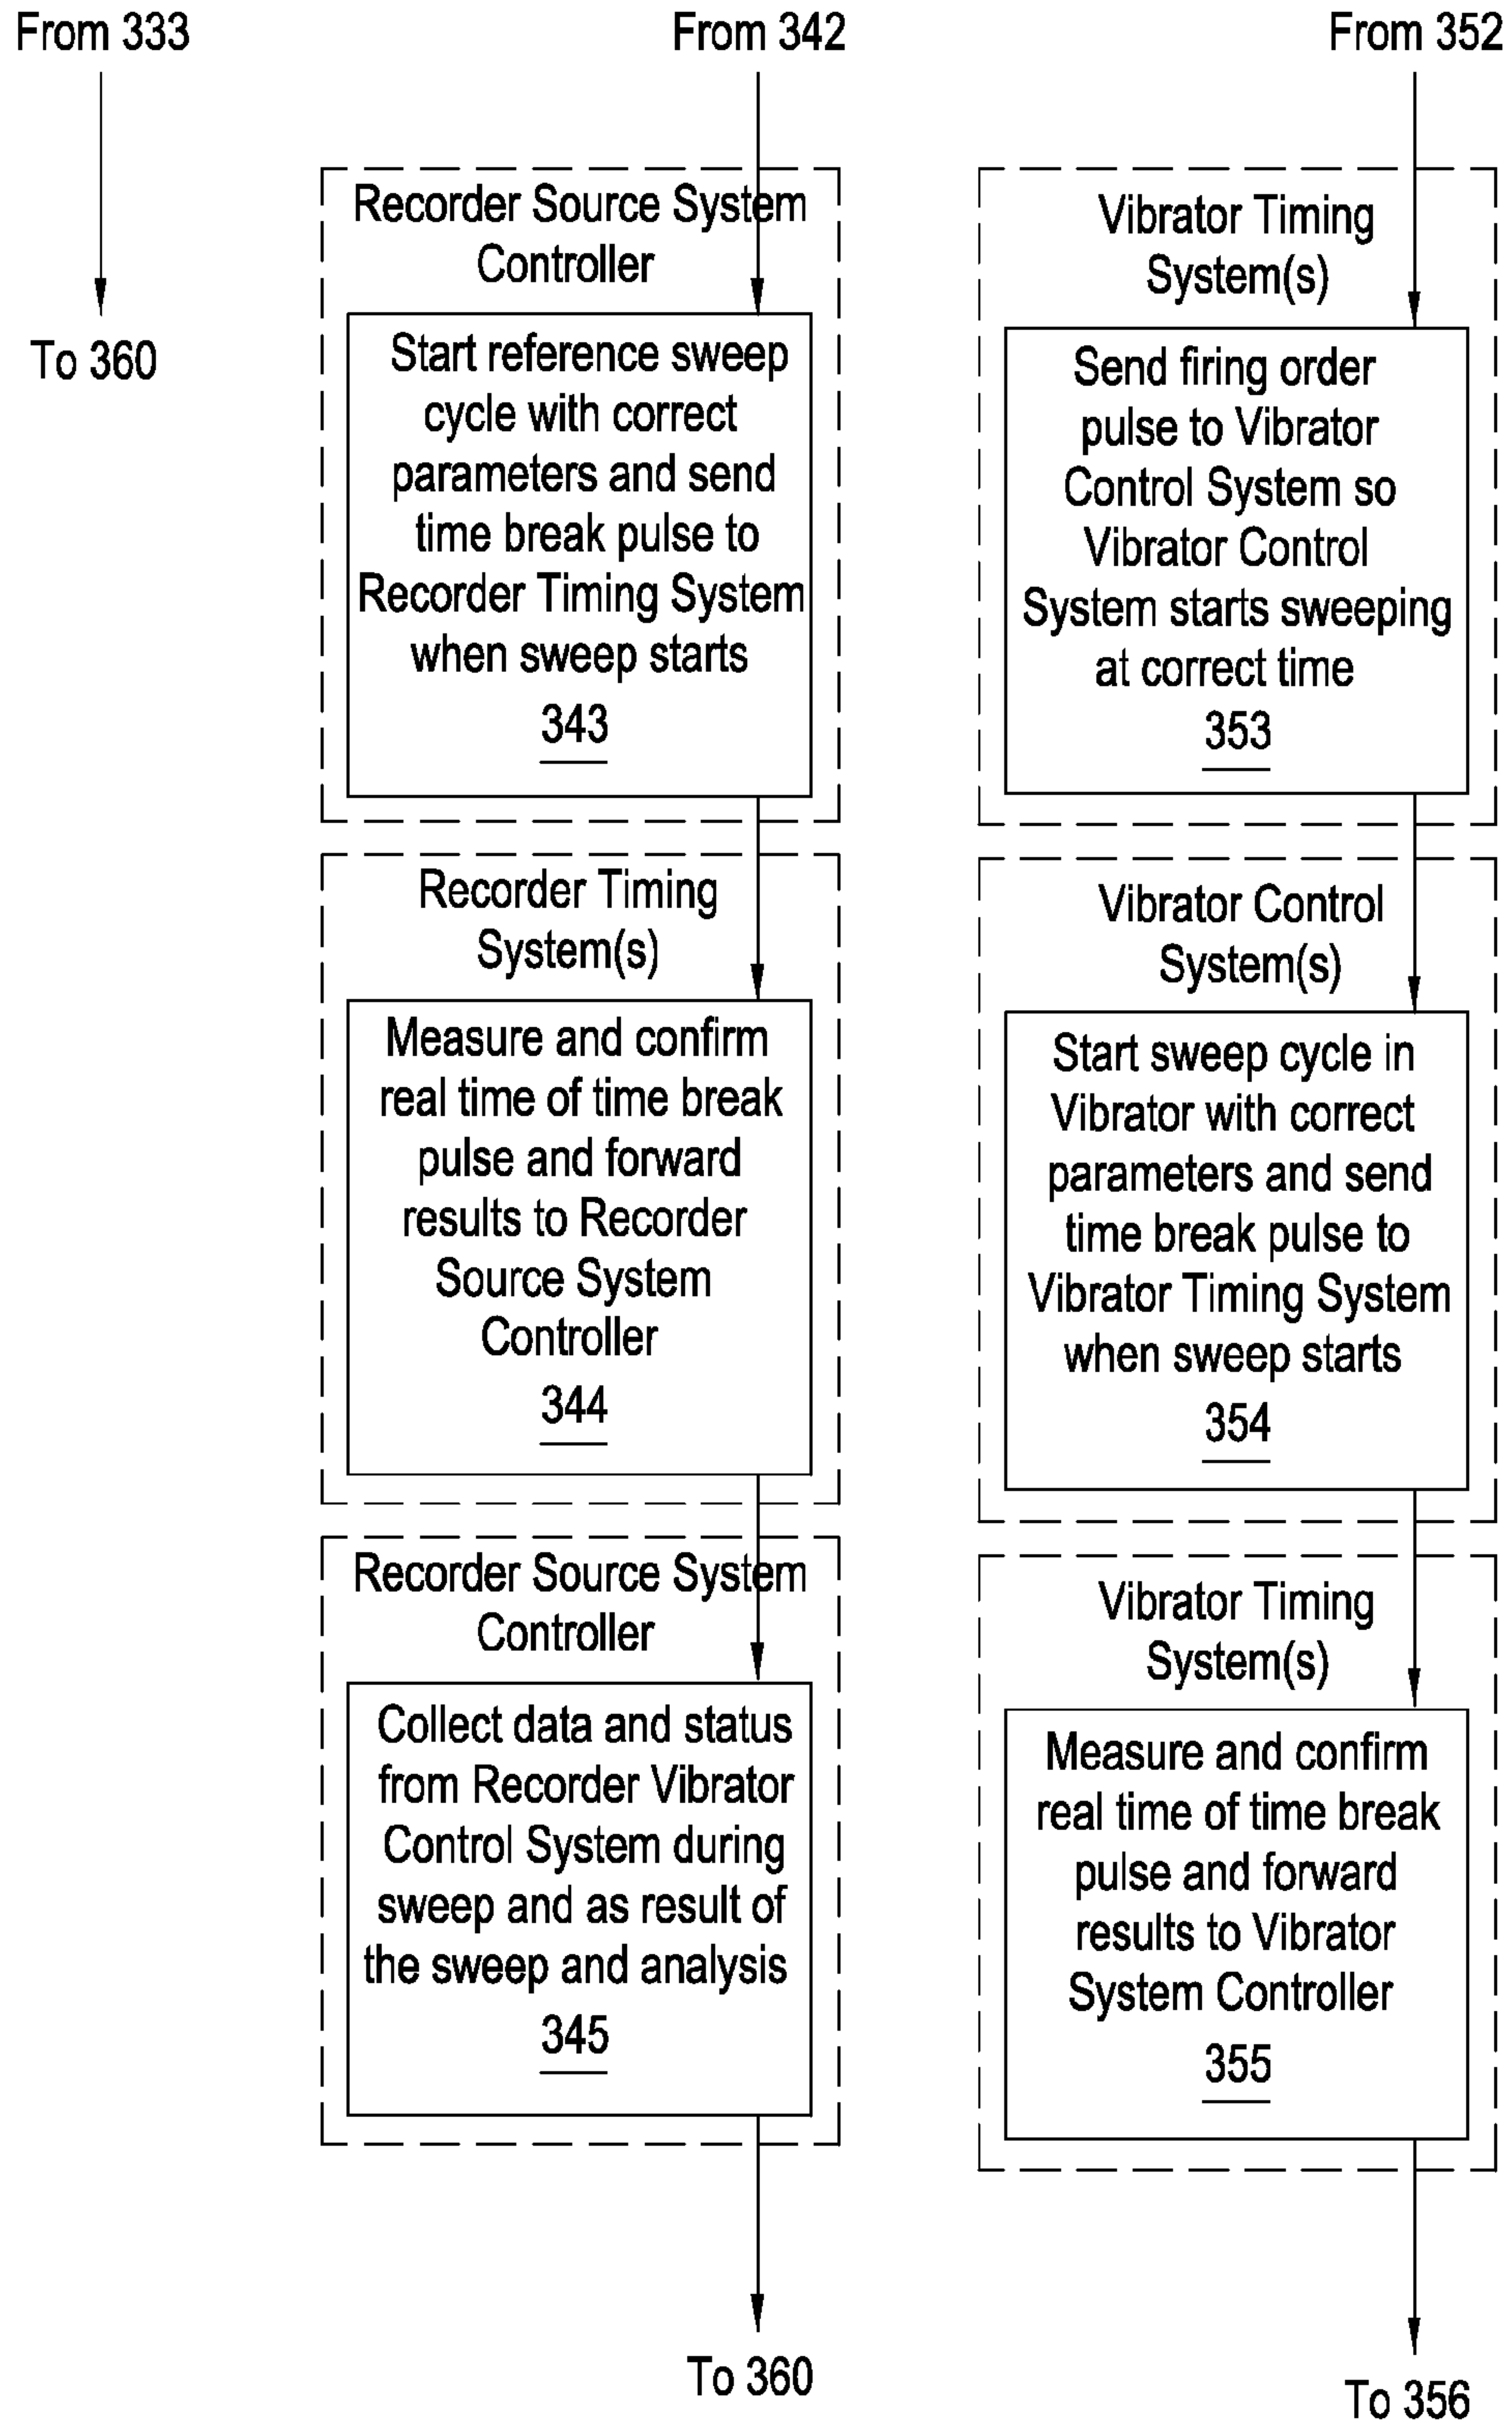 From 333
To 360
From 342
Recorder Source System
Controller
Start reference sweep
cycle with correct
parameters and send
time break pulse to
Recorder Timing System
when sweep starts
343
Recorder Timing
System(s)
Measure and confirm
real time of time break
pulse and forward
results to Recorder
Source System
Controller
344
Recorder Source System
Controller
Collect data and status
from Recorder Vibrator
Control System during
sweep and as result of
the sweep and analysis
345
To 360
From 352
Vibrator Timing
System(s)
Send firing order
pulse to Vibrator
Control System so
Vibrator Control
System starts sweeping
at correct time
353
Vibrator Control
System(s)
Start sweep cycle in
Vibrator with correct
parameters and send
time break pulse to
Vibrator Timing System
when sweep starts
354
Vibrator Timing
System(s)
Measure and confirm
real time of time break
pulse and forward
results to Vibrator
System Controller
355
To 356